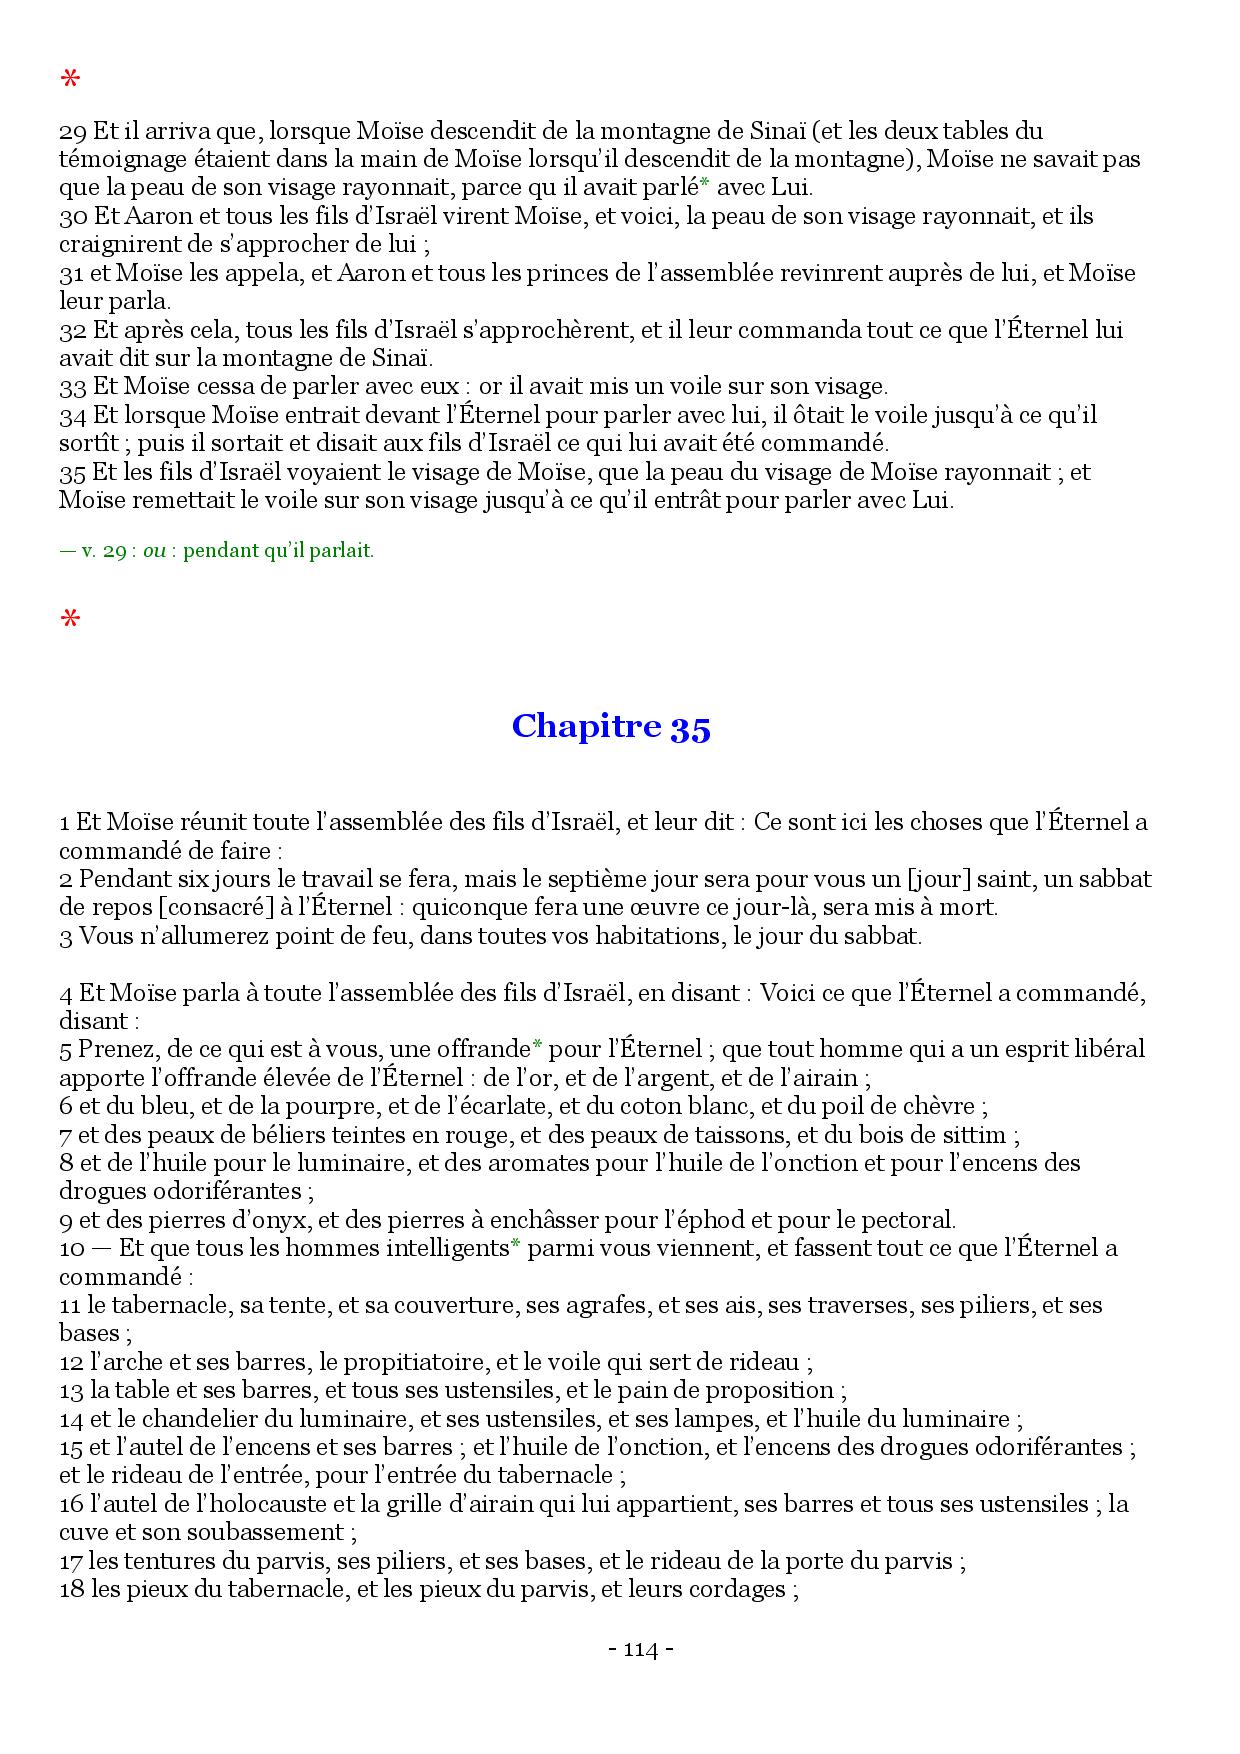 *
29 Et il arriva que, lorsque Moïse descendit de la montagne de Sinaï (et les deux tables du
témoignage étaient dans la main de Moïse lorsqu’il descendit de la montagne), Moïse ne savait pas
que la peau de son visage rayonnait, parce qu il avait parlé* avec Lui.
30 Et Aaron et tous les fils d’Israël virent Moïse, et voici, la peau de son visage rayonnait, et ils
craignirent de s’approcher de lui ;
31 et Moïse les appela, et Aaron et tous les princes de l’assemblée revinrent auprès de lui, et Moïse
leur parla.
32 Et après cela, tous les fils d’Israël s’approchèrent, et il leur commanda tout ce que l’Éternel lui
avait dit sur la montagne de Sinaï.
33 Et Moïse cessa de parler avec eux : or il avait mis un voile sur son visage.
34 Et lorsque Moïse entrait devant l’Éternel pour parler avec lui, il ôtait le voile jusqu’à ce qu’il
sortît ; puis il sortait et disait aux fils d’Israël ce qui lui avait été commandé.
35 Et les fils d’Israël voyaient le visage de Moïse, que la peau du visage de Moïse rayonnait ; et
Moïse remettait le voile sur son visage jusqu’à ce qu’il entrât pour parler avec Lui.
— v. 29 : ou : pendant qu’il parlait.
*
Chapitre 35
1 Et Moïse réunit toute l’assemblée des fils d’Israël, et leur dit : Ce sont ici les choses que l’Éternel a
commandé de faire :
2 Pendant six jours le travail se fera, mais le septième jour sera pour vous un [jour] saint, un sabbat
de repos [consacré] à l’Éternel : quiconque fera une œuvre ce jour-là, sera mis à mort.
3 Vous n’allumerez point de feu, dans toutes vos habitations, le jour du sabbat.
4 Et Moïse parla à toute l’assemblée des fils d’Israël, en disant : Voici ce que l’Éternel a commandé,
disant :
5 Prenez, de ce qui est à vous, une offrande* pour l’Éternel ; que tout homme qui a un esprit libéral
apporte l’offrande élevée de l’Éternel : de l’or, et de l’argent, et de l’airain ;
6 et du bleu, et de la pourpre, et de l’écarlate, et du coton blanc, et du poil de chèvre ;
7 et des peaux de béliers teintes en rouge, et des peaux de taissons, et du bois de sittim ;
8 et de l’huile pour le luminaire, et des aromates pour l’huile de l’onction et pour l’encens des
drogues odoriférantes ;
9 et des pierres d’onyx, et des pierres à enchâsser pour l’éphod et pour le pectoral.
10 — Et que tous les hommes intelligents* parmi vous viennent, et fassent tout ce que l’Éternel a
commandé :
11 le tabernacle, sa tente, et sa couverture, ses agrafes, et ses ais, ses traverses, ses piliers, et ses
bases ;
12 l’arche et ses barres, le propitiatoire, et le voile qui sert de rideau ;
13 la table et ses barres, et tous ses ustensiles, et le pain de proposition ;
14 et le chandelier du luminaire, et ses ustensiles, et ses lampes, et l’huile du luminaire ;
15 et l’autel de l’encens et ses barres ; et l’huile de l’onction, et l’encens des drogues odoriférantes ;
et le rideau de l’entrée, pour l’entrée du tabernacle ;
16 l’autel de l’holocauste et la grille d’airain qui lui appartient, ses barres et tous ses ustensiles ; la
cuve et son soubassement ;
17 les tentures du parvis, ses piliers, et ses bases, et le rideau de la porte du parvis ;
18 les pieux du tabernacle, et les pieux du parvis, et leurs cordages ;
- 114 -